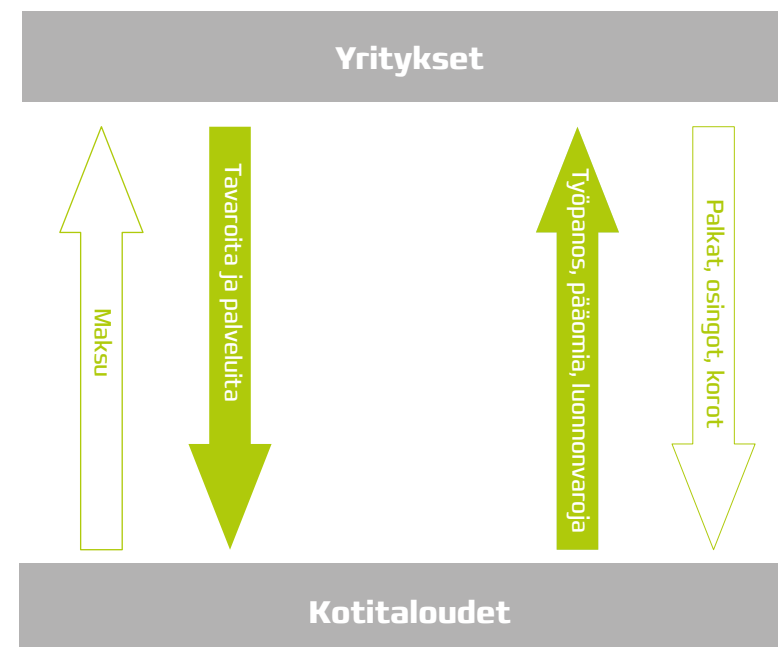 Yritykset
Maksu
Tavaroita ja palveluita
Työpanos, pääomia, luonnonvaroja
Palkat, osingot, korot
Kotitaloudet